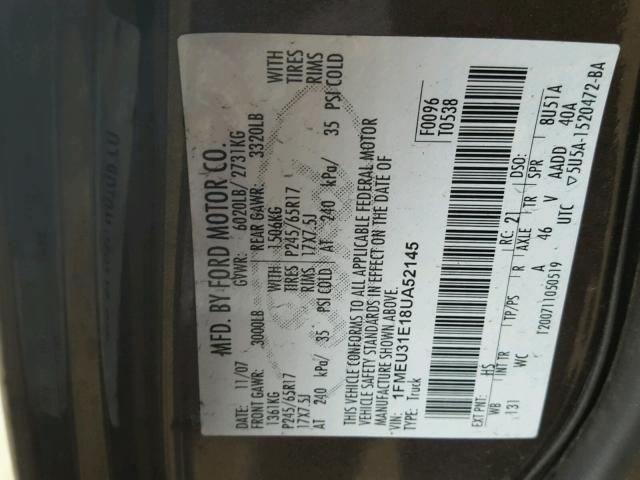 MFD. BY FORD MOTOR CO.
DATE: 11/07 GVWR: 6020LB/ 2731KG
FRONT GAWR: 3000LB REAR GAWR: 3320LB
1361KG 1506KG WITH
P245/65R17 TIRES P245/65R17 TIRES
17X7.5J RIMS 17X7.5J RIMS
AT 240 kPa/ 35 PSI COLD AT 240 kPa/ 35 PSI COLD
THIS VEHICLE CONFORMS TO ALL APPLICABLE FEDERAL MOTOR
VEHICLE SAFETY STANDARDS IN EFFECT ON THE DATE OF
MANUFACTURE SHOWN ABOVE.
VIN: 1FMEU31E18UA52145
TYPE: Truck
F0096
T0538
EXT PNT: HS RC: 21 DSO:
WB INT TR TP/PS R AXLE TR SPR BU51A
131 WC A 46 V AADD 40A
T200711050519 UTC ▽5U5A-1520472-BA